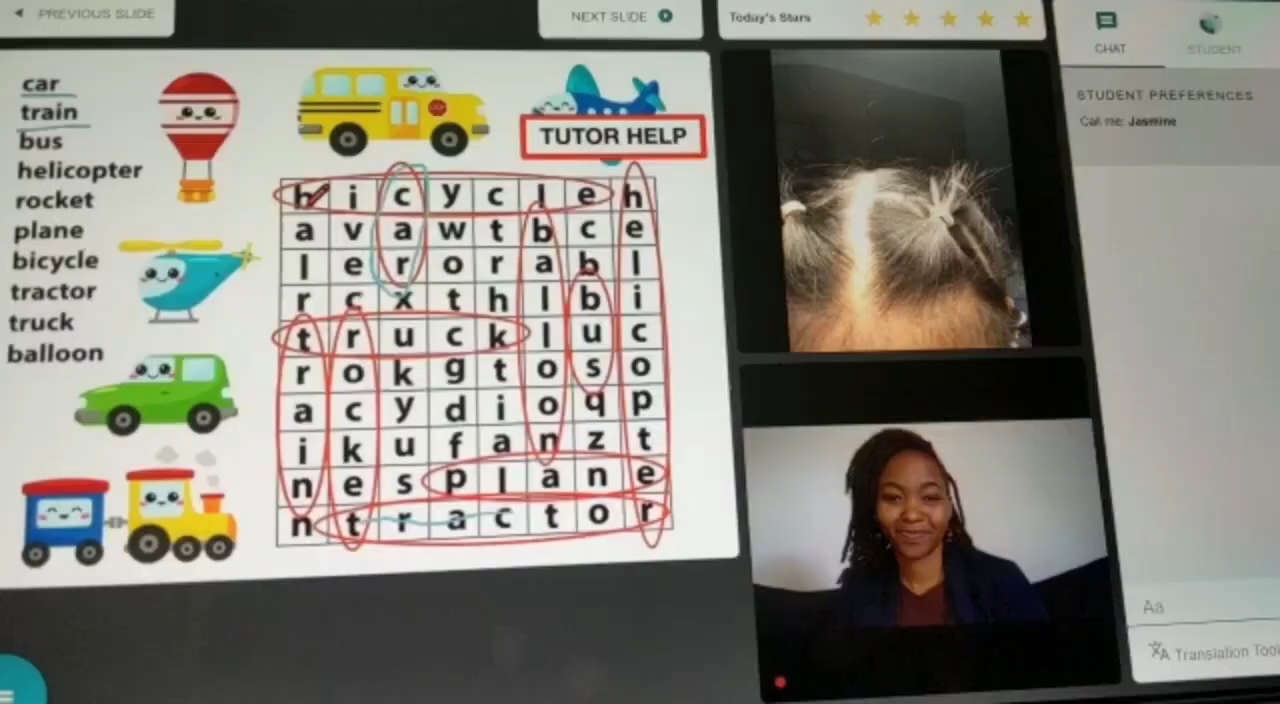 PREVIOUS SLIDE
NEXT SLIDE
Today's Stars
CHAT
STUDENT
STUDENT PREFERENCES
Call me: Jasmine
car
train
bus
helicopter
rocket
plane
bicycle
tractor
truck
balloon
STOP
TUTOR HELP
b i c y c l e h
a v a w t b c e
l e r o r a b l
r c x t h l b i
t r u c k l u c
r o k g t o s o
a c y d i o q p
i k u f a n z t
n e s p l a n e
n t r a c t o r
Aa
Translation Tool